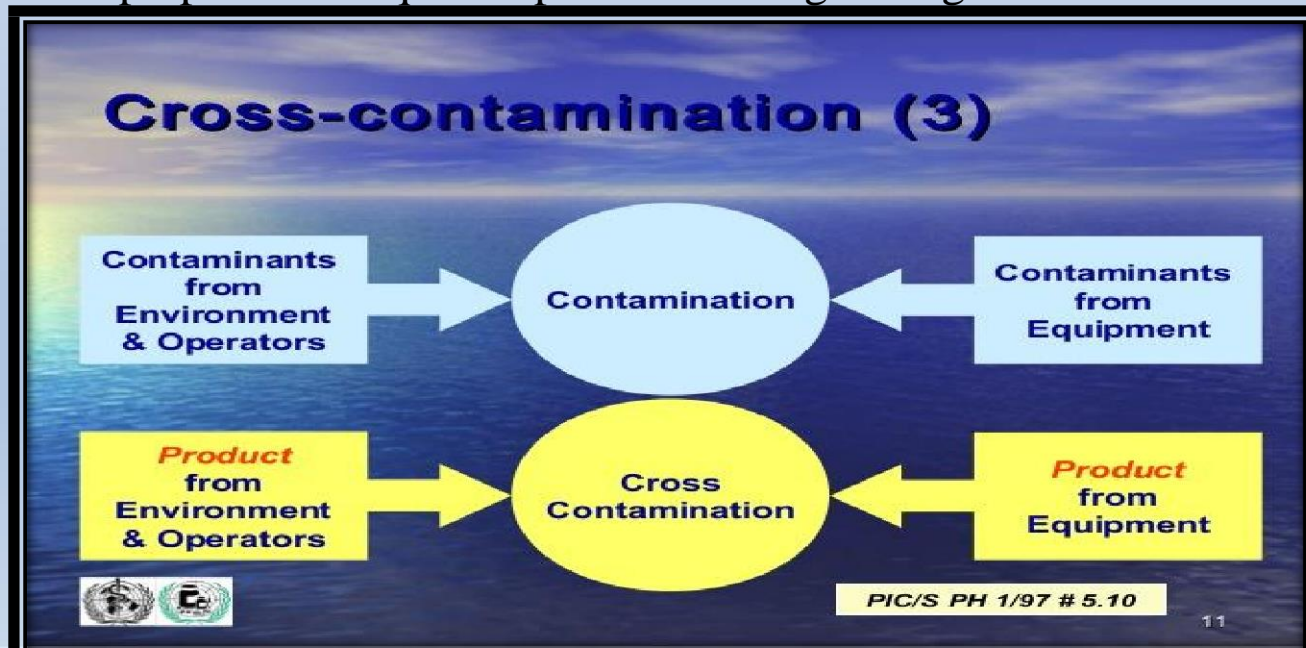 Cross-contamination (3)
Contaminants
from
Environment
& Operators
Contamination
Contaminants
from
Equipment
Product
from
Environment
& Operators
Cross
Contamination
Product
from
Equipment
PIC/S PH 1/97 # 5.10
11